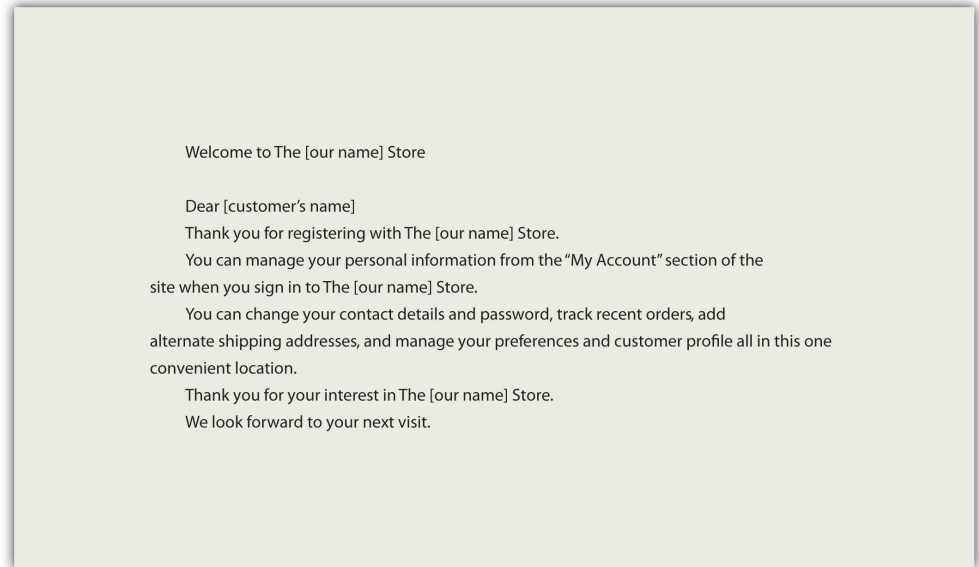 Welcome to The [our name] Store
Dear [customer’s name]
Thank you for registering with The [our name] Store.
You can manage your personal information from the “My Account” section of the
site when you sign in to The [our name] Store.
You can change your contact details and password, track recent orders, add
alternate shipping addresses, and manage your preferences and customer profile all in this one
convenient location.
Thank you for your interest in The [our name] Store.
We look forward to your next visit.